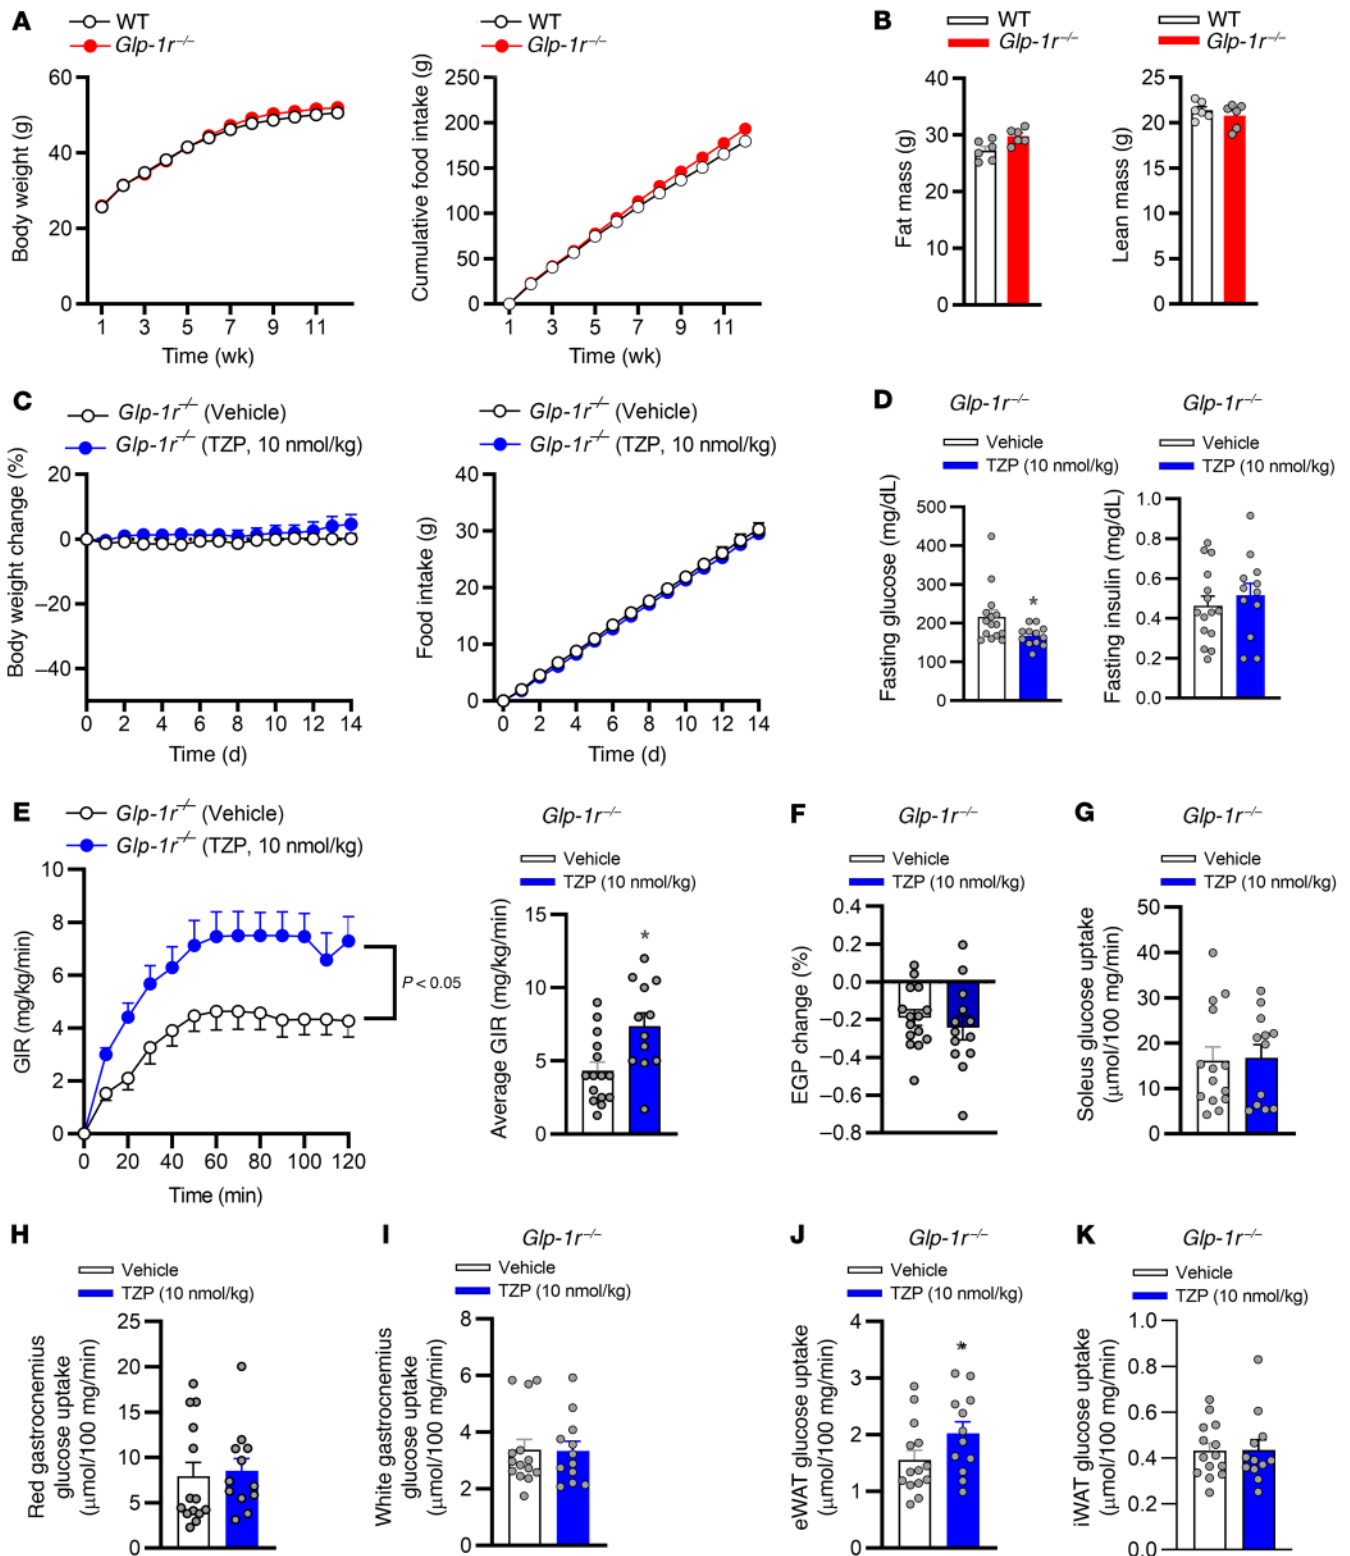 A
WT
Glp-1r–/–
Body weight (g)
60
40
20
0
1 3 5 7 9 11
Time (wk)
WT
Glp-1r–/–
Cumulative food intake (g)
250
200
150
100
50
0
1 3 5 7 9 11
Time (wk)
B
WT
Glp-1r–/–
Fat mass (g)
40
30
20
10
0
WT
Glp-1r–/–
Lean mass (g)
25
20
15
10
5
0
C
Glp-1r–/– (Vehicle)
Glp-1r–/– (TZP, 10 nmol/kg)
Body weight change (%)
20
0
–20
–40
0 2 4 6 8 10 12 14
Time (d)
Glp-1r–/– (Vehicle)
Glp-1r–/– (TZP, 10 nmol/kg)
Food intake (g)
40
30
20
10
0
0 2 4 6 8 10 12 14
Time (d)
D
Glp-1r–/–
Vehicle
TZP (10 nmol/kg)
Fasting glucose (mg/dL)
500
400
300
200
100
0
*
Glp-1r–/–
Vehicle
TZP (10 nmol/kg)
Fasting insulin (mg/dL)
1.0
0.8
0.6
0.4
0.2
0.0
E
Glp-1r–/– (Vehicle)
Glp-1r–/– (TZP, 10 nmol/kg)
GIR (mg/kg/min)
10
8
6
4
2
0
P < 0.05
0 20 40 60 80 100 120
Time (min)
Glp-1r–/–
Vehicle
TZP (10 nmol/kg)
Average GIR (mg/kg/min)
15
10
5
0
*
F
Glp-1r–/–
Vehicle
TZP (10 nmol/kg)
EGP change (%)
0.4
0.2
0.0
–0.2
–0.4
–0.6
–0.8
G
Glp-1r–/–
Vehicle
TZP (10 nmol/kg)
Soleus glucose uptake
(μmol/100 mg/min)
50
40
30
20
10
0
H
Vehicle
TZP (10 nmol/kg)
Red gastrocnemius
glucose uptake
(μmol/100 mg/min)
25
20
15
10
5
0
I
Glp-1r–/–
Vehicle
TZP (10 nmol/kg)
White gastrocnemius
glucose uptake
(μmol/100 mg/min)
8
6
4
2
0
J
Glp-1r–/–
Vehicle
TZP (10 nmol/kg)
eWAT glucose uptake
(μmol/100 mg/min)
4
3
2
1
0
*
K
Glp-1r–/–
Vehicle
TZP (10 nmol/kg)
iWAT glucose uptake
(μmol/100 mg/min)
1.0
0.8
0.6
0.4
0.2
0.0